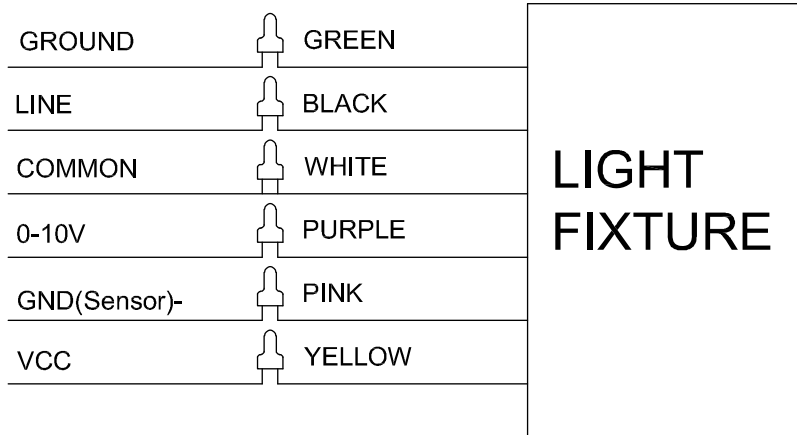 GROUND GREEN
LINE BLACK
COMMON WHITE
0-10V PURPLE
GND(Sensor)- PINK
VCC YELLOW
LIGHT
FIXTURE